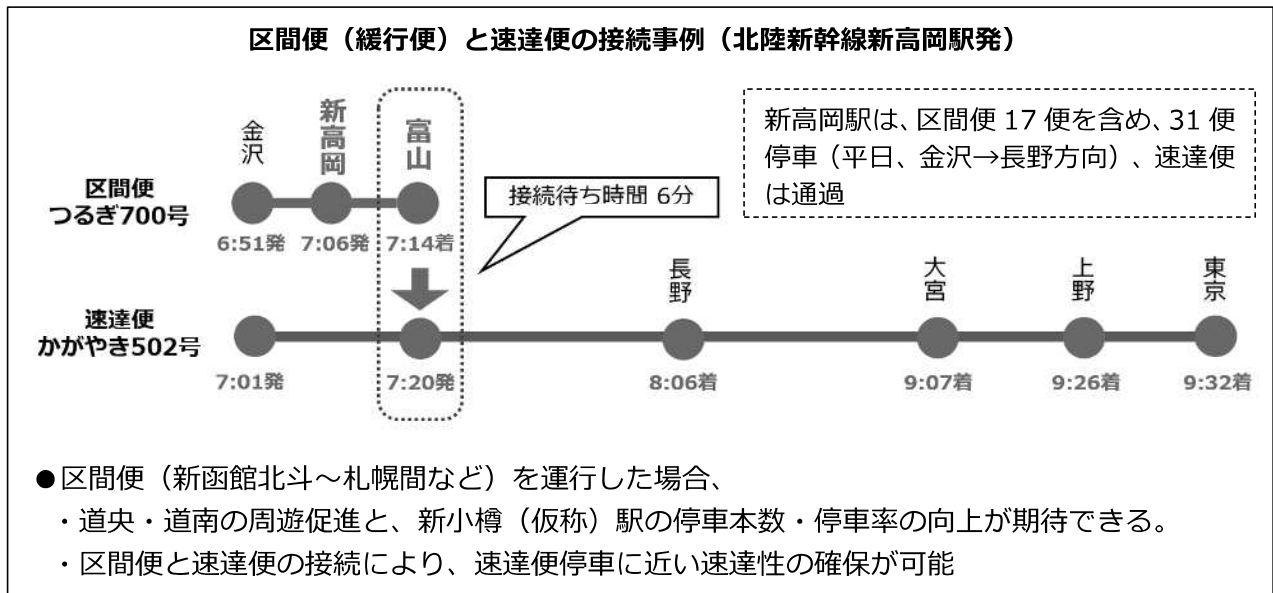 区間便（緩行便）と速達便の接続事例（北陸新幹線新高岡駅発）
新高岡駅は、区間便 17 便を含め、31 便
停車（平日、金沢→長野方向）、速達便
は通過
金沢
新高岡
富山
区間便
つるぎ700号
接続待ち時間 6分
6:51発
7:06発
7:14着
長野
大宮
上野
東京
速達便
かがやき502号
7:01発
7:20発
8:06着
9:07着
9:26着
9:32着
●区間便（新函館北斗～札幌間など）を運行した場合、
・道央・道南の周遊促進と、新小樽（仮称）駅の停車本数・停車率の向上が期待できる。
・区間便と速達便の接続により、速達便停車に近い速達性の確保が可能